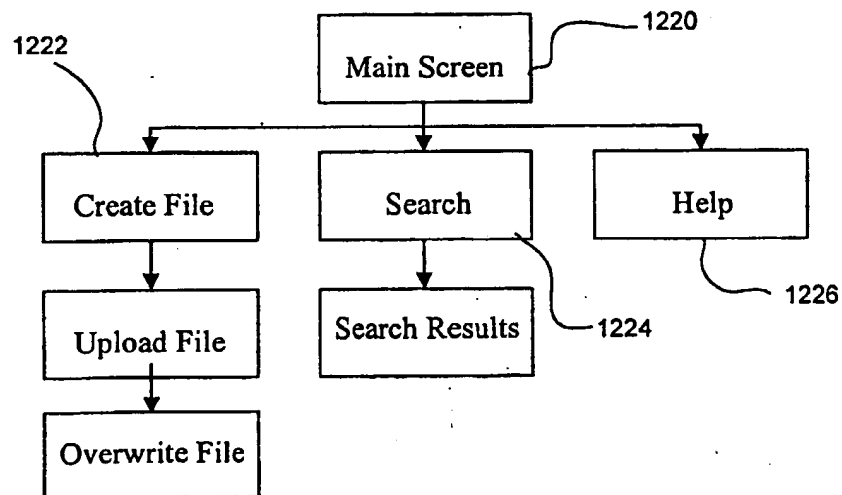 1220
1222
Main Screen
Create File
Search
Help
1226
1224
Upload File
Search Results
Overwrite File